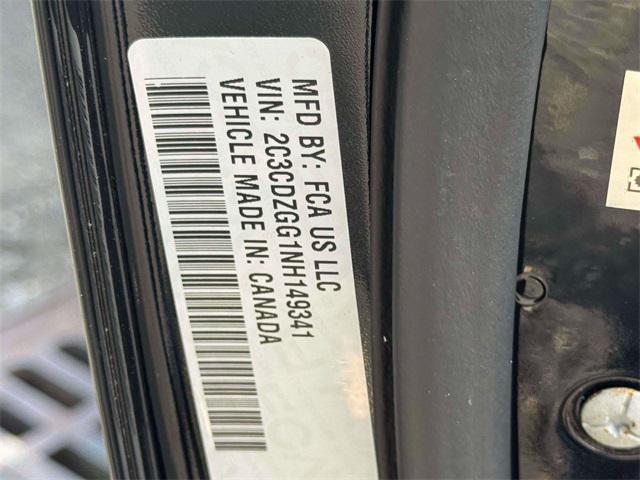 MFD BY: FCA US LLC
VIN: 2C3CDZGG1NH149341
VEHICLE MADE IN: CANADA